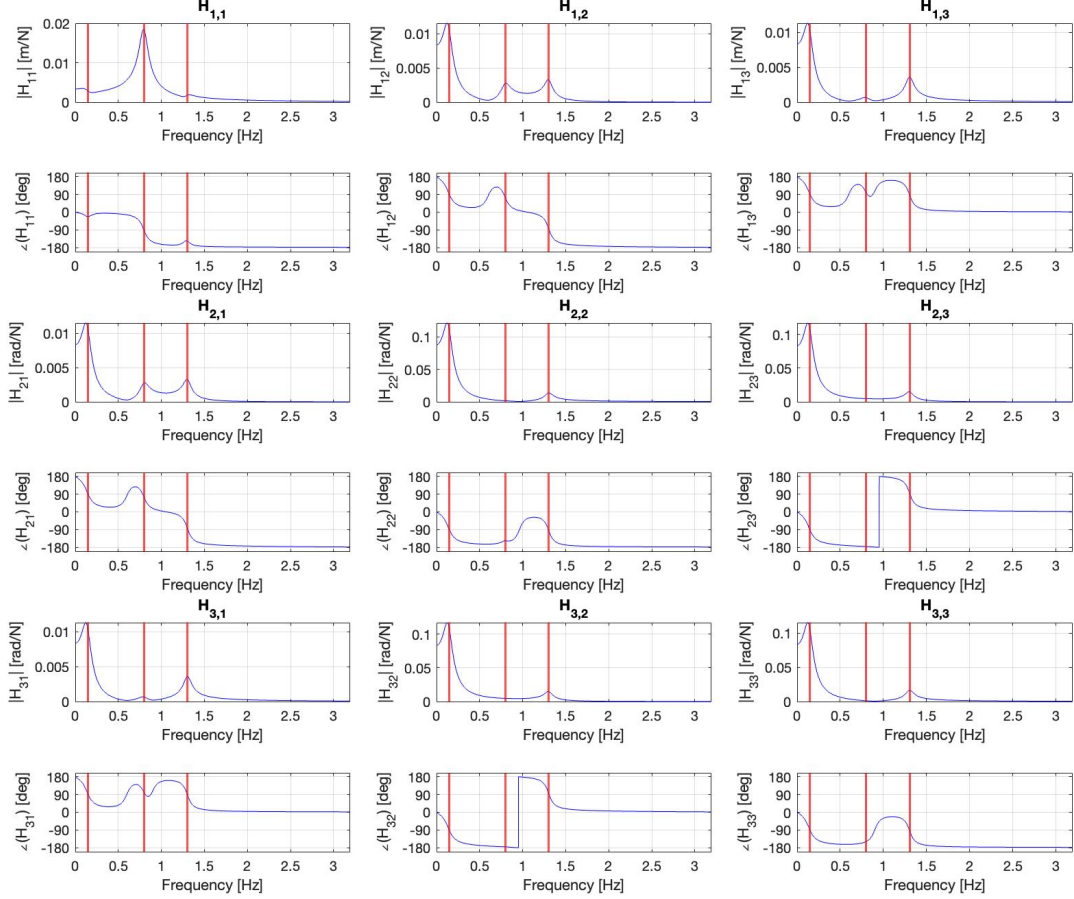 H1,1 H1,2 H1,3
|H11| [m/N] |H12| [m/N] |H13| [m/N]
0.02 0.01 0
0.01 0.005 0
0.01 0.005 0
0 0.5 1 1.5 2 2.5 3
0 0.5 1 1.5 2 2.5 3
0 0.5 1 1.5 2 2.5 3
Frequency [Hz] Frequency [Hz] Frequency [Hz]
∠(H11) [deg] ∠(H12) [deg] ∠(H13) [deg]
180 90 0 -90 -180
180 90 0 -90 -180
180 90 0 -90 -180
0 0.5 1 1.5 2 2.5 3
0 0.5 1 1.5 2 2.5 3
0 0.5 1 1.5 2 2.5 3
Frequency [Hz] Frequency [Hz] Frequency [Hz]
H2,1 H2,2 H2,3
|H21| [rad/N] |H22| [rad/N] |H23| [rad/N]
0.01 0.005 0
0.1 0.05 0
0.1 0.05 0
0 0.5 1 1.5 2 2.5 3
0 0.5 1 1.5 2 2.5 3
0 0.5 1 1.5 2 2.5 3
Frequency [Hz] Frequency [Hz] Frequency [Hz]
∠(H21) [deg] ∠(H22) [deg] ∠(H23) [deg]
180 90 0 -90 -180
180 90 0 -90 -180
180 90 0 -90 -180
0 0.5 1 1.5 2 2.5 3
0 0.5 1 1.5 2 2.5 3
0 0.5 1 1.5 2 2.5 3
Frequency [Hz] Frequency [Hz] Frequency [Hz]
H3,1 H3,2 H3,3
|H31| [rad/N] |H32| [rad/N] |H33| [rad/N]
0.01 0.005 0
0.1 0.05 0
0.1 0.05 0
0 0.5 1 1.5 2 2.5 3
0 0.5 1 1.5 2 2.5 3
0 0.5 1 1.5 2 2.5 3
Frequency [Hz] Frequency [Hz] Frequency [Hz]
∠(H31) [deg] ∠(H32) [deg] ∠(H33) [deg]
180 90 0 -90 -180
180 90 0 -90 -180
180 90 0 -90 -180
0 0.5 1 1.5 2 2.5 3
0 0.5 1 1.5 2 2.5 3
0 0.5 1 1.5 2 2.5 3
Frequency [Hz] Frequency [Hz] Frequency [Hz]